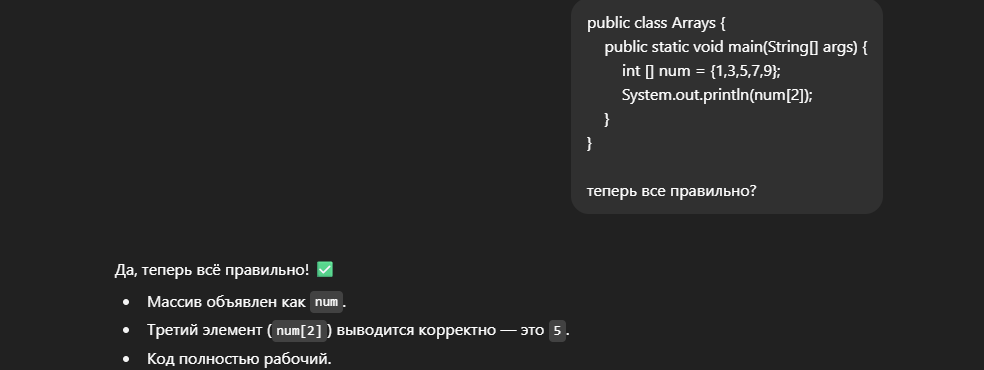 public class Arrays {
public static void main(String[] args) {
int [] num = {1,3,5,7,9};
System.out.println(num[2]);
}
}
теперь все правильно?
Да, теперь всё правильно! ✅
• Массив объявлен как num.
• Третий элемент (num[2]) выводится корректно — это 5.
• Код полностью рабочий.